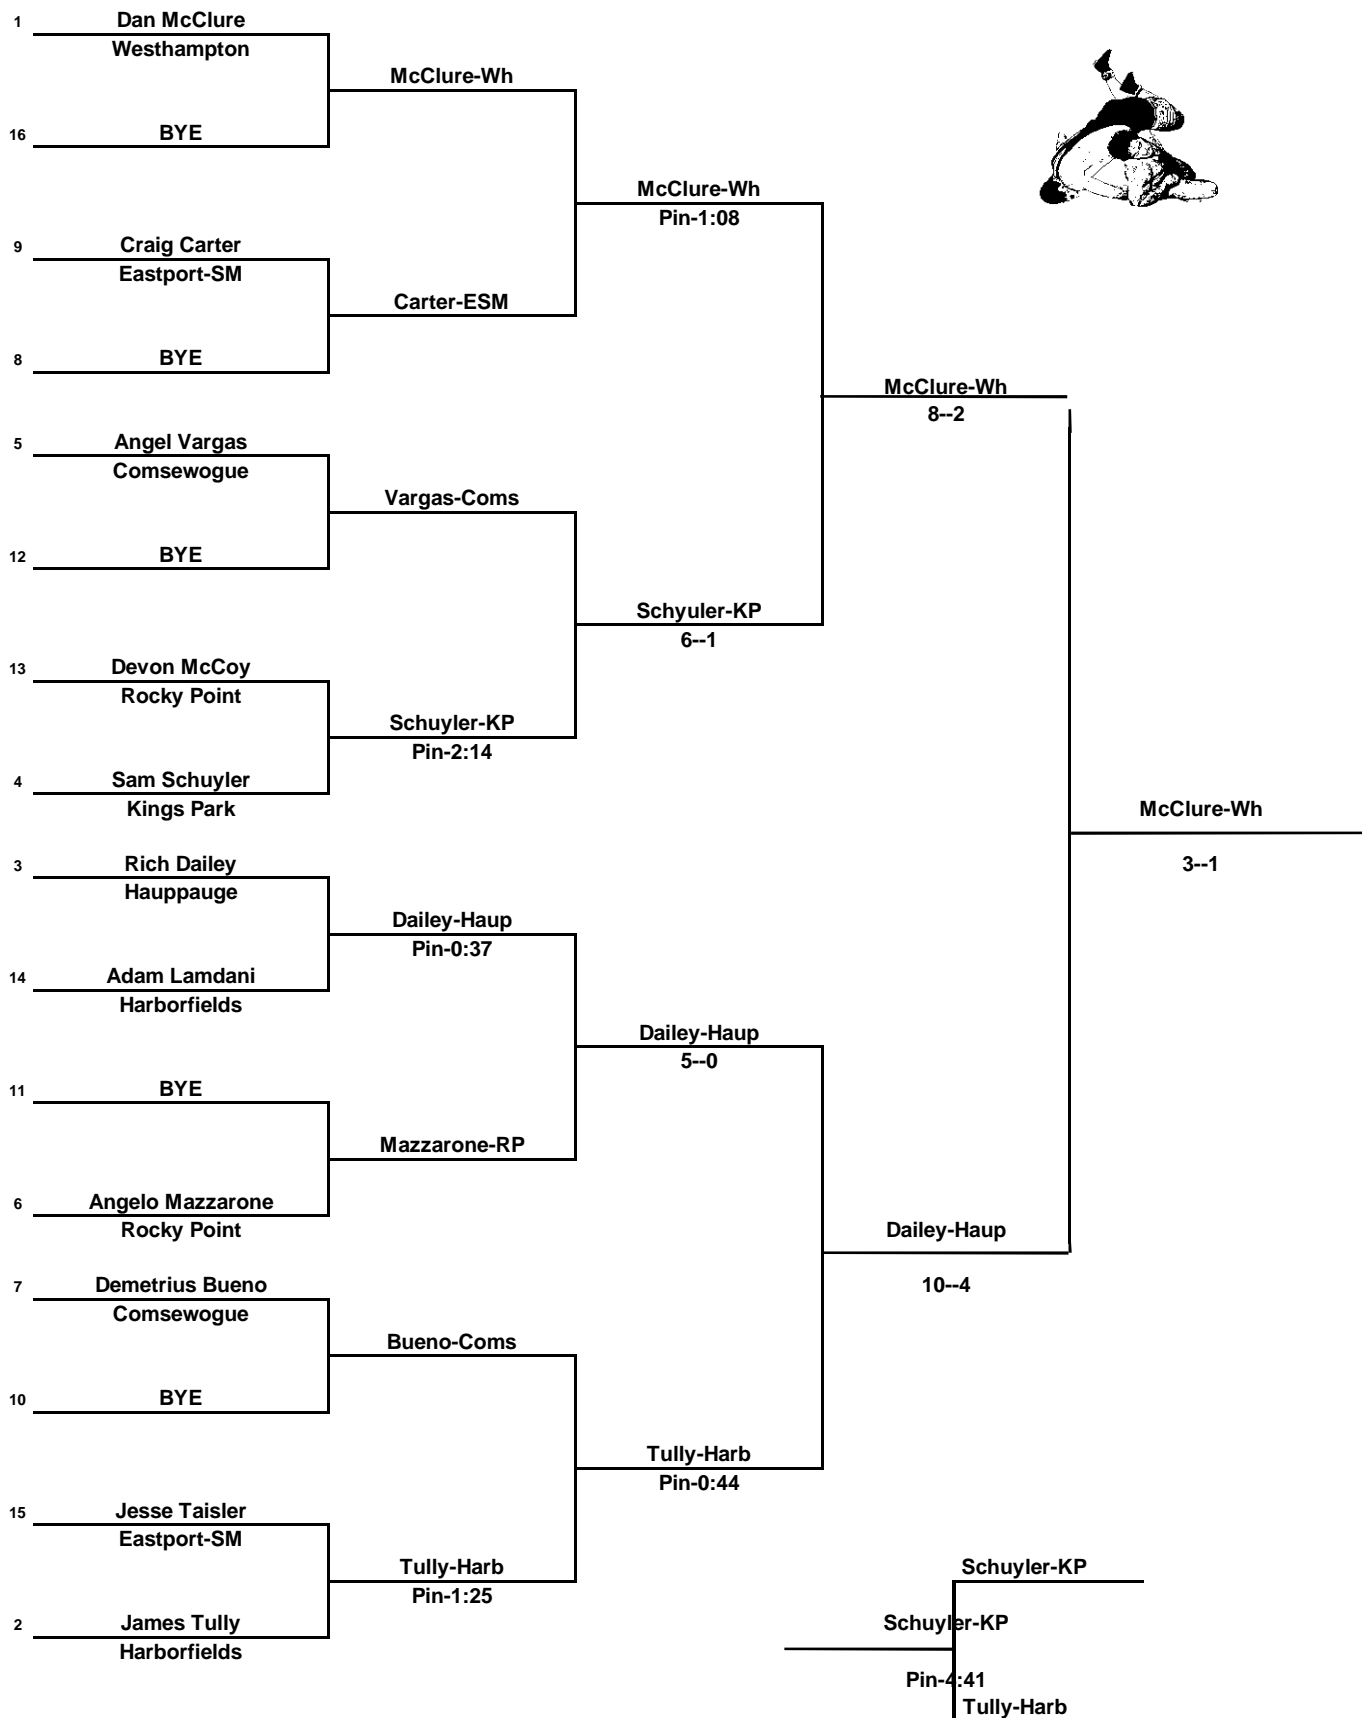 1 Dan McClure
Westhampton
McClure-Wh
16 BYE
McClure-Wh
Pin-1:08
9 Craig Carter
Eastport-SM
Carter-ESM
8 BYE
McClure-Wh
8--2
5 Angel Vargas
Comsewogue
Vargas-Coms
12 BYE
Schyuler-KP
6--1
13 Devon McCoy
Rocky Point
Schuyler-KP
Pin-2:14
4 Sam Schuyler
Kings Park
McClure-Wh
3--1
3 Rich Dailey
Hauppauge
Dailey-Haup
Pin-0:37
14 Adam Lamdani
Harborfields
Dailey-Haup
5--0
11 BYE
Mazzarone-RP
6 Angelo Mazzarone
Rocky Point
Dailey-Haup
10--4
7 Demetrius Bueno
Comsewogue
Bueno-Coms
10 BYE
Tully-Harb
Pin-0:44
15 Jesse Taisler
Eastport-SM
Tully-Harb
Pin-1:25
2 James Tully
Harborfields
Schuyler-KP
Schuyler-KP
Pin-4:41
Tully-Harb